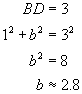 BD = 3
1² + b² = 3²
b² = 8
b ≈ 2.8